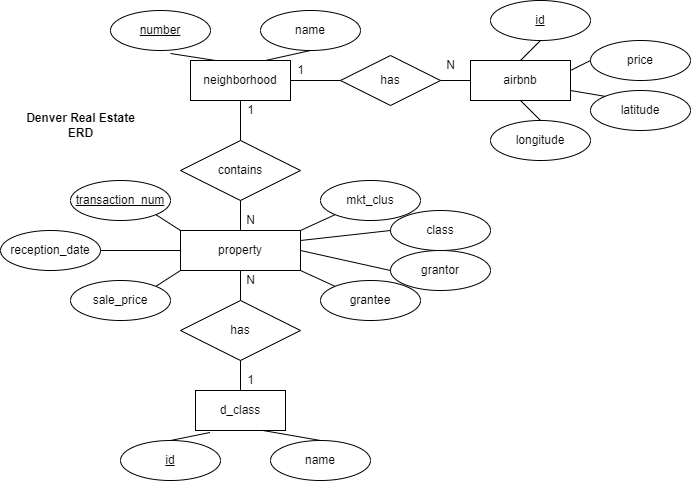 number
name
id
neighborhood
1
has
N
airbnb
price
latitude
longitude
Denver Real Estate
ERD
1
contains
N
transaction_num
mkt_clus
reception_date
property
class
grantor
sale_price
N
grantee
has
1
d_class
id
name